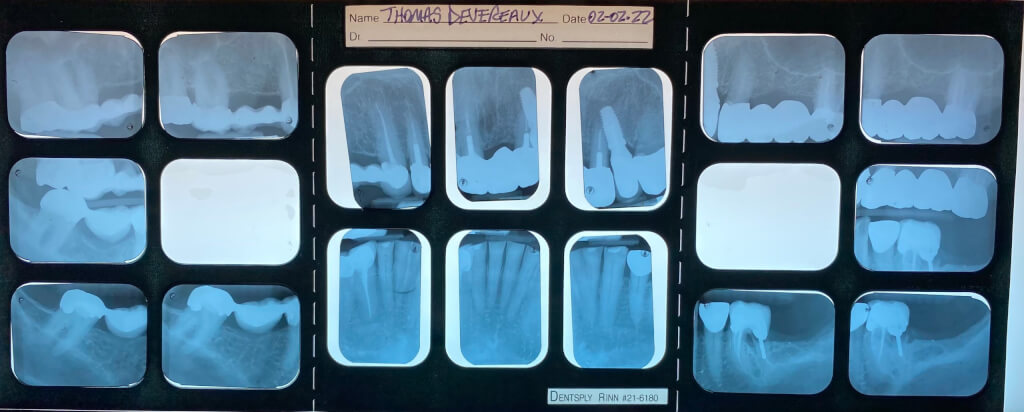 Name THOMAS DEVEREAUX Date 02-02-22
Dr. No.
DENTSPLY RINN #21-6180